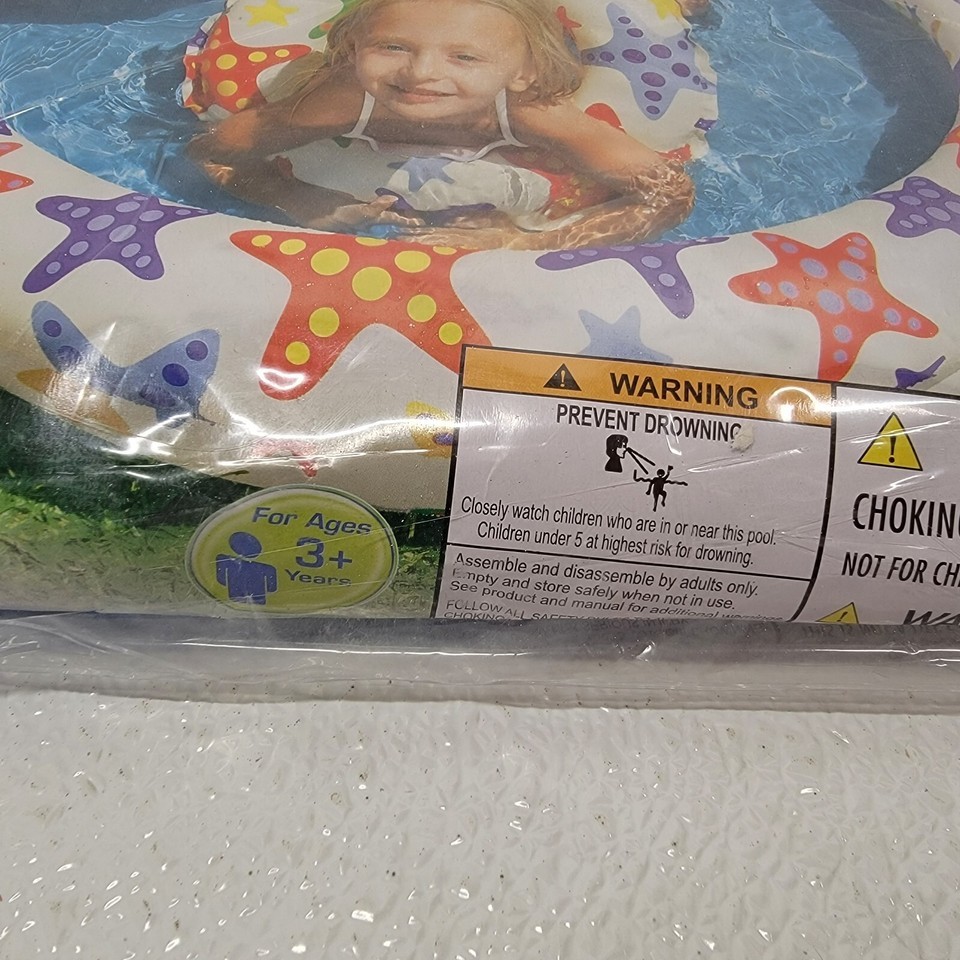 WARNING
PREVENT DROWNING
Closely watch children who are in or near this pool.
Children under 5 at highest risk for drowning.
Assemble and disassemble by adults only.
Empty and store safely when not in use.
See product and manual for additional warnings
FOLLOW ALL SAFETY
CHOKING
For Ages
3+
Years
CHOKIN
NOT FOR CH
WA